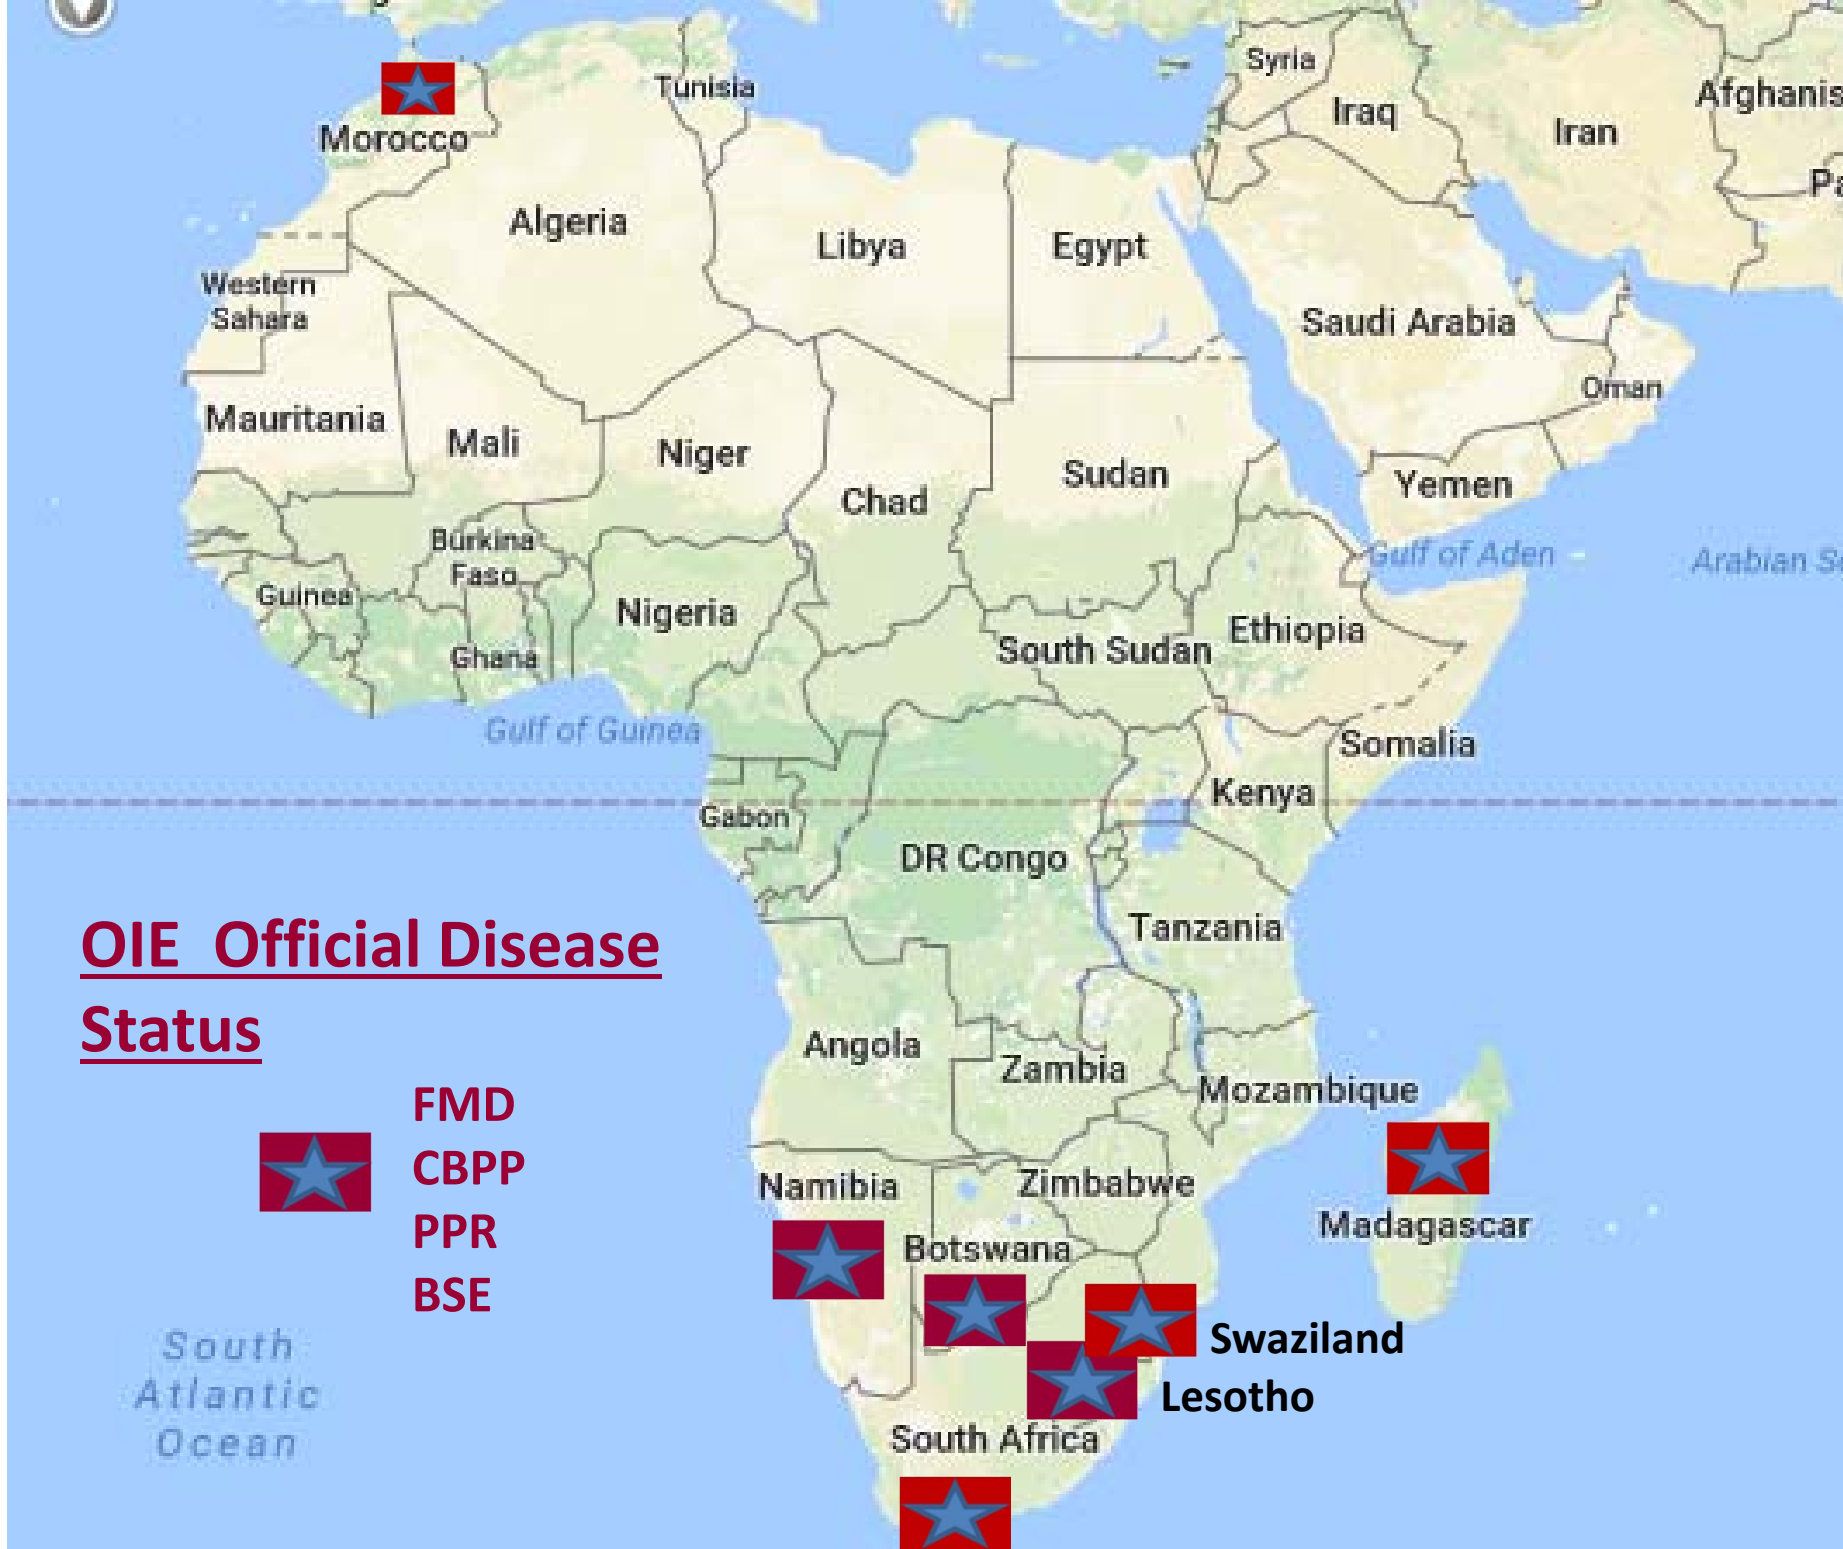 Syria
Tunisia
Afghanis
Iraq
Iran
Morocco
Pa
Algeria
Libya
Egypt
Western
Sahara
Saudi Arabia
Oman
Mauritania
Mali
Niger
Sudan
Yemen
Chad
Burkina
Faso
Gulf of Aden
Arabian S
Guinea
Nigeria
Ethiopia
South Sudan
Ghana
Gulf of Guinea
Somalia
Kenya
Gabon
DR Congo
Tanzania
OIE Official Disease
Status
Angola
Zambia
Mozambique
FMD
CBPP
PPR
BSE
Namibia
Zimbabwe
Madagascar
Botswana
Swaziland
Lesotho
South
Atlantic
Ocean
South Africa